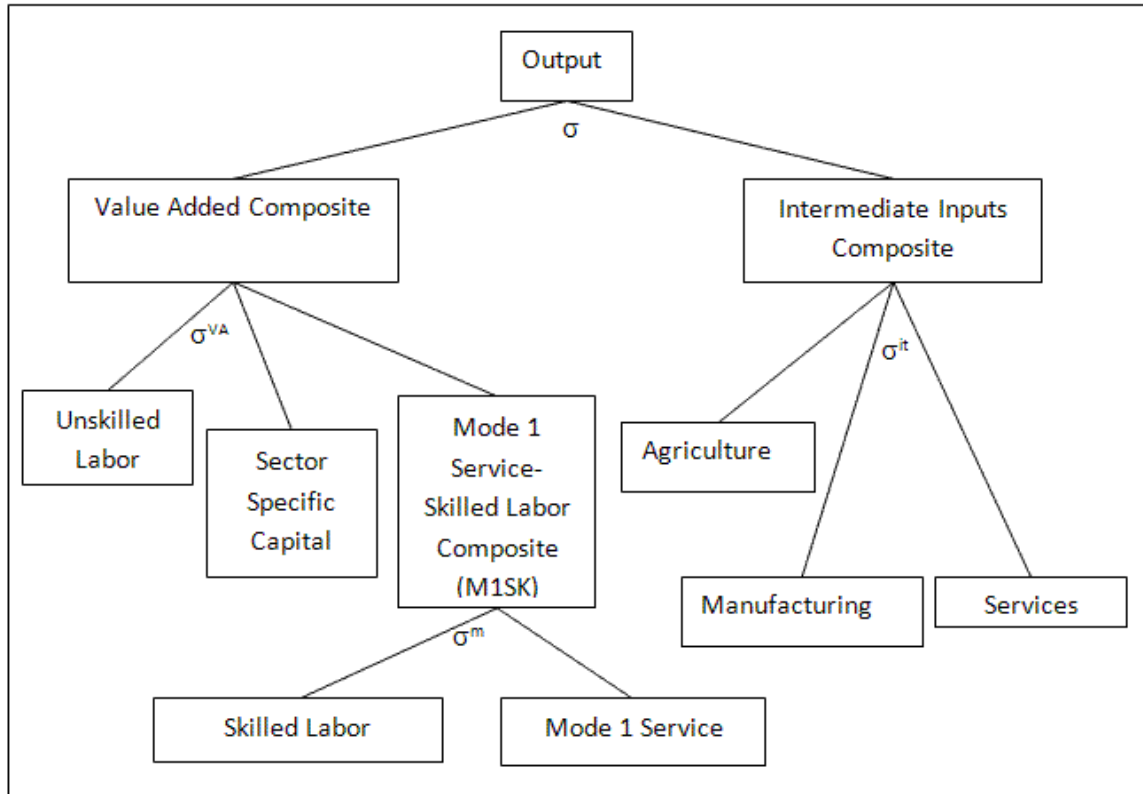 Output
σ
Value Added Composite
Intermediate Inputs
Composite
σVA
σit
Unskilled
Labor
Sector
Specific
Capital
Mode 1
Service-
Skilled Labor
Composite
(M1SK)
Agriculture
Manufacturing
Services
σm
Skilled Labor
Mode 1 Service